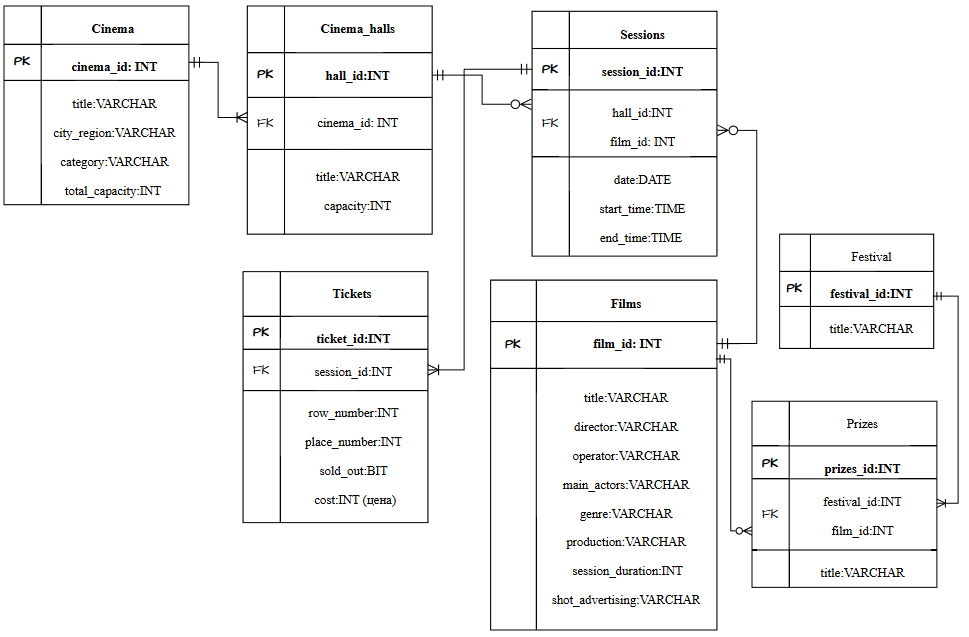 Cinema
PK
cinema_id: INT
title:VARCHAR
city_region:VARCHAR
category:VARCHAR
total_capacity:INT
Cinema_halls
PK
hall_id:INT
FK
cinema_id: INT
title:VARCHAR
capacity:INT
Sessions
PK
session_id:INT
FK
hall_id:INT
film_id: INT
date:DATE
start_time:TIME
end_time:TIME
Tickets
PK
ticket_id:INT
FK
session_id:INT
row_number:INT
place_number:INT
sold_out:BIT
cost:INT (цена)
Films
PK
film_id: INT
title:VARCHAR
director:VARCHAR
operator:VARCHAR
main_actors:VARCHAR
genre:VARCHAR
production:VARCHAR
session_duration:INT
shot_advertising:VARCHAR
Festival
PK
festival_id:INT
title:VARCHAR
Prizes
PK
prizes_id:INT
FK
festival_id:INT
film_id:INT
title:VARCHAR